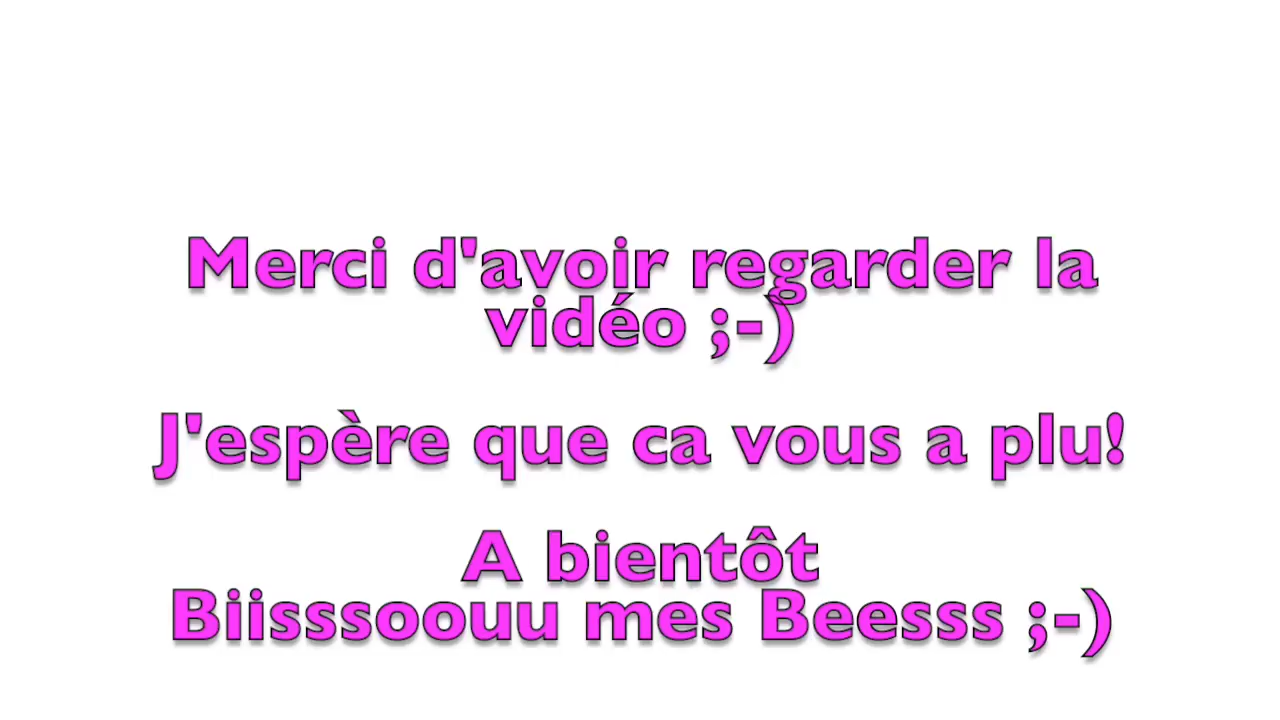 Merci d'avoir regarder la
vidéo ;-)
J'espère que ca vous a plu!
A bientôt
Biisssoouu mes Beesss ;-)